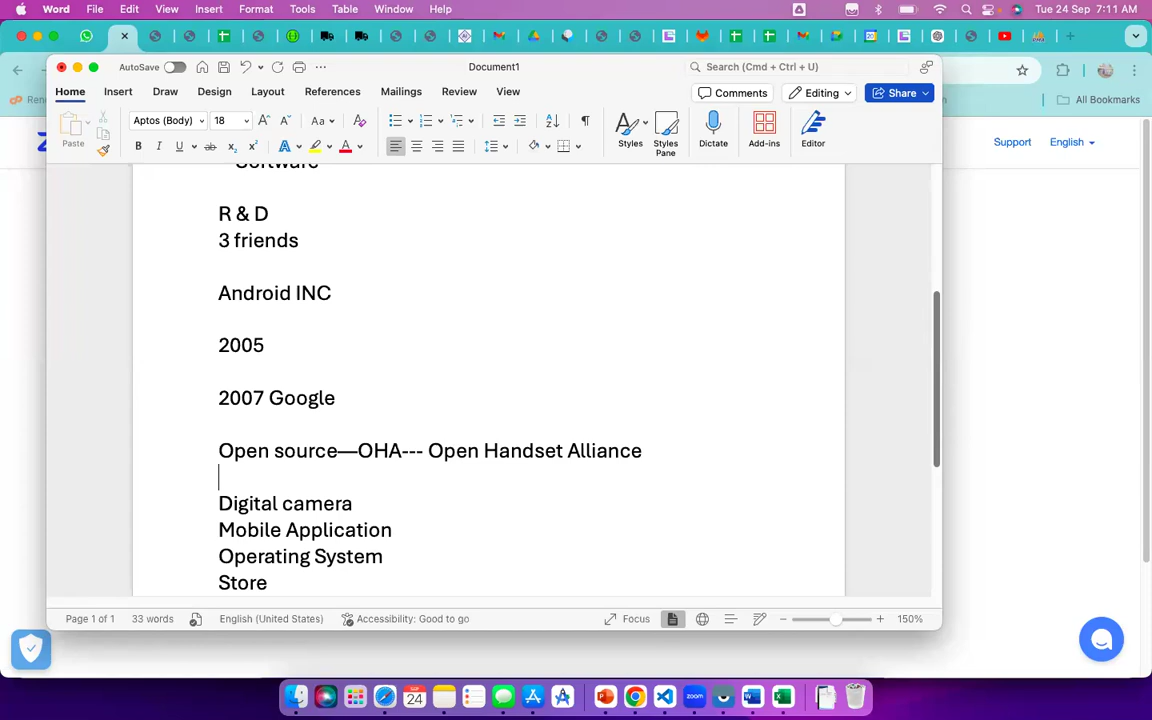 Word File Edit View Insert Format Tools Table Window Help Tue 24 Sep 7:11 AM
AutoSave Document1 Search (Cmd + Ctrl + U)
Home Insert Draw Design Layout References Mailings Review View Comments Editing Share
All Bookmarks
Paste Aptos (Body) 18 Aa Styles Styles Pane Dictate Add-ins Editor
Support English
Software
R & D
3 friends
Android INC
2005
2007 Google
Open source—OHA--- Open Handset Alliance
Digital camera
Mobile Application
Operating System
Store
Page 1 of 1 33 words English (United States) Accessibility: Good to go Focus 150%
SEP
24
zoom